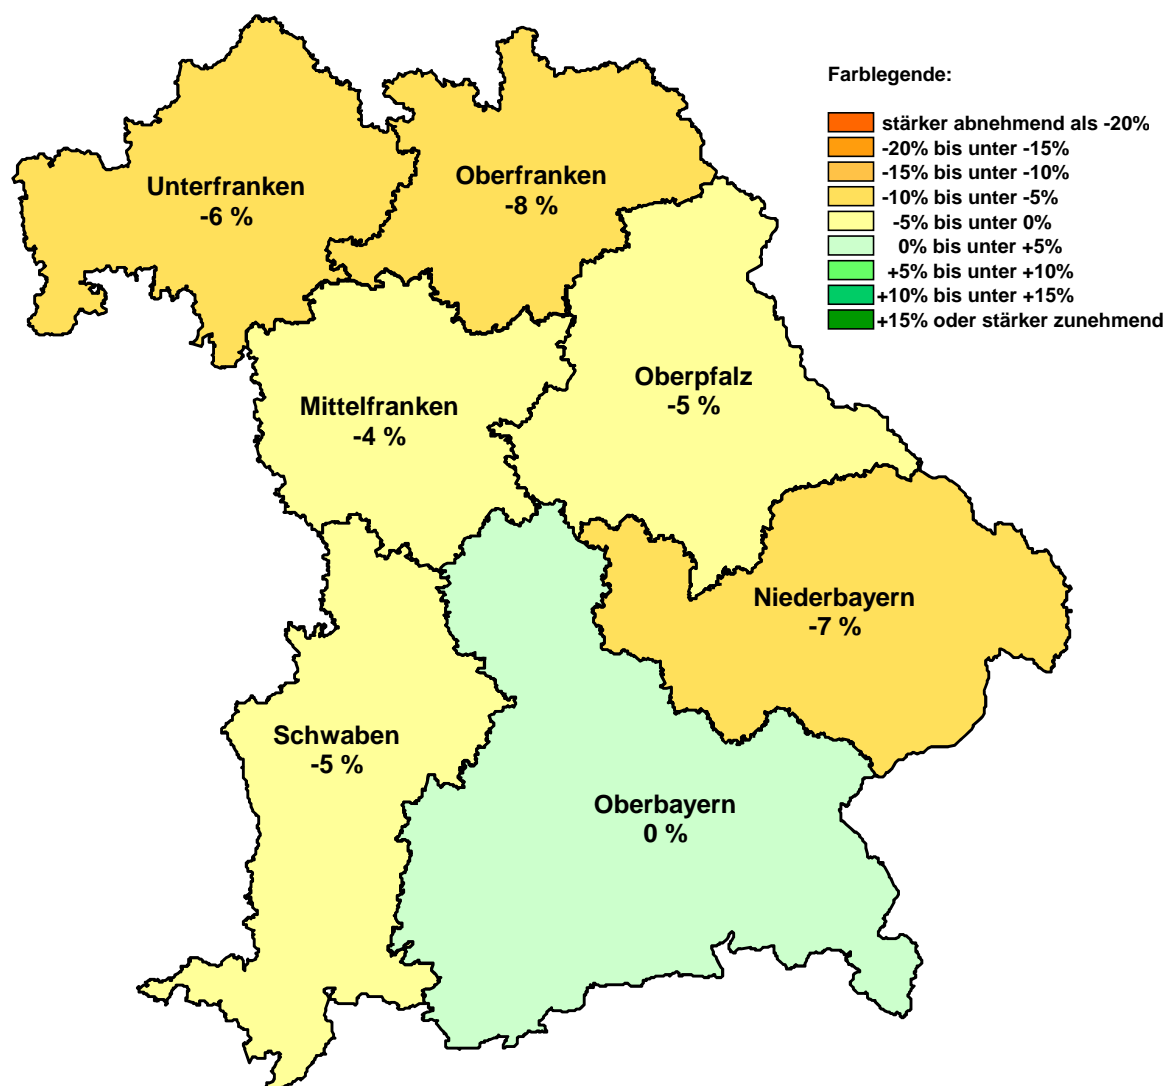 Farblegende:
stärker abnehmend als -20%
-20% bis unter -15%
-15% bis unter -10%
-10% bis unter -5%
-5% bis unter 0%
0% bis unter +5%
+5% bis unter +10%
+10% bis unter +15%
+15% oder stärker zunehmend
Unterfranken
-6 %
Oberfranken
-8 %
Oberpfalz
-5 %
Mittelfranken
-4 %
Niederbayern
-7 %
Schwaben
-5 %
Oberbayern
0 %